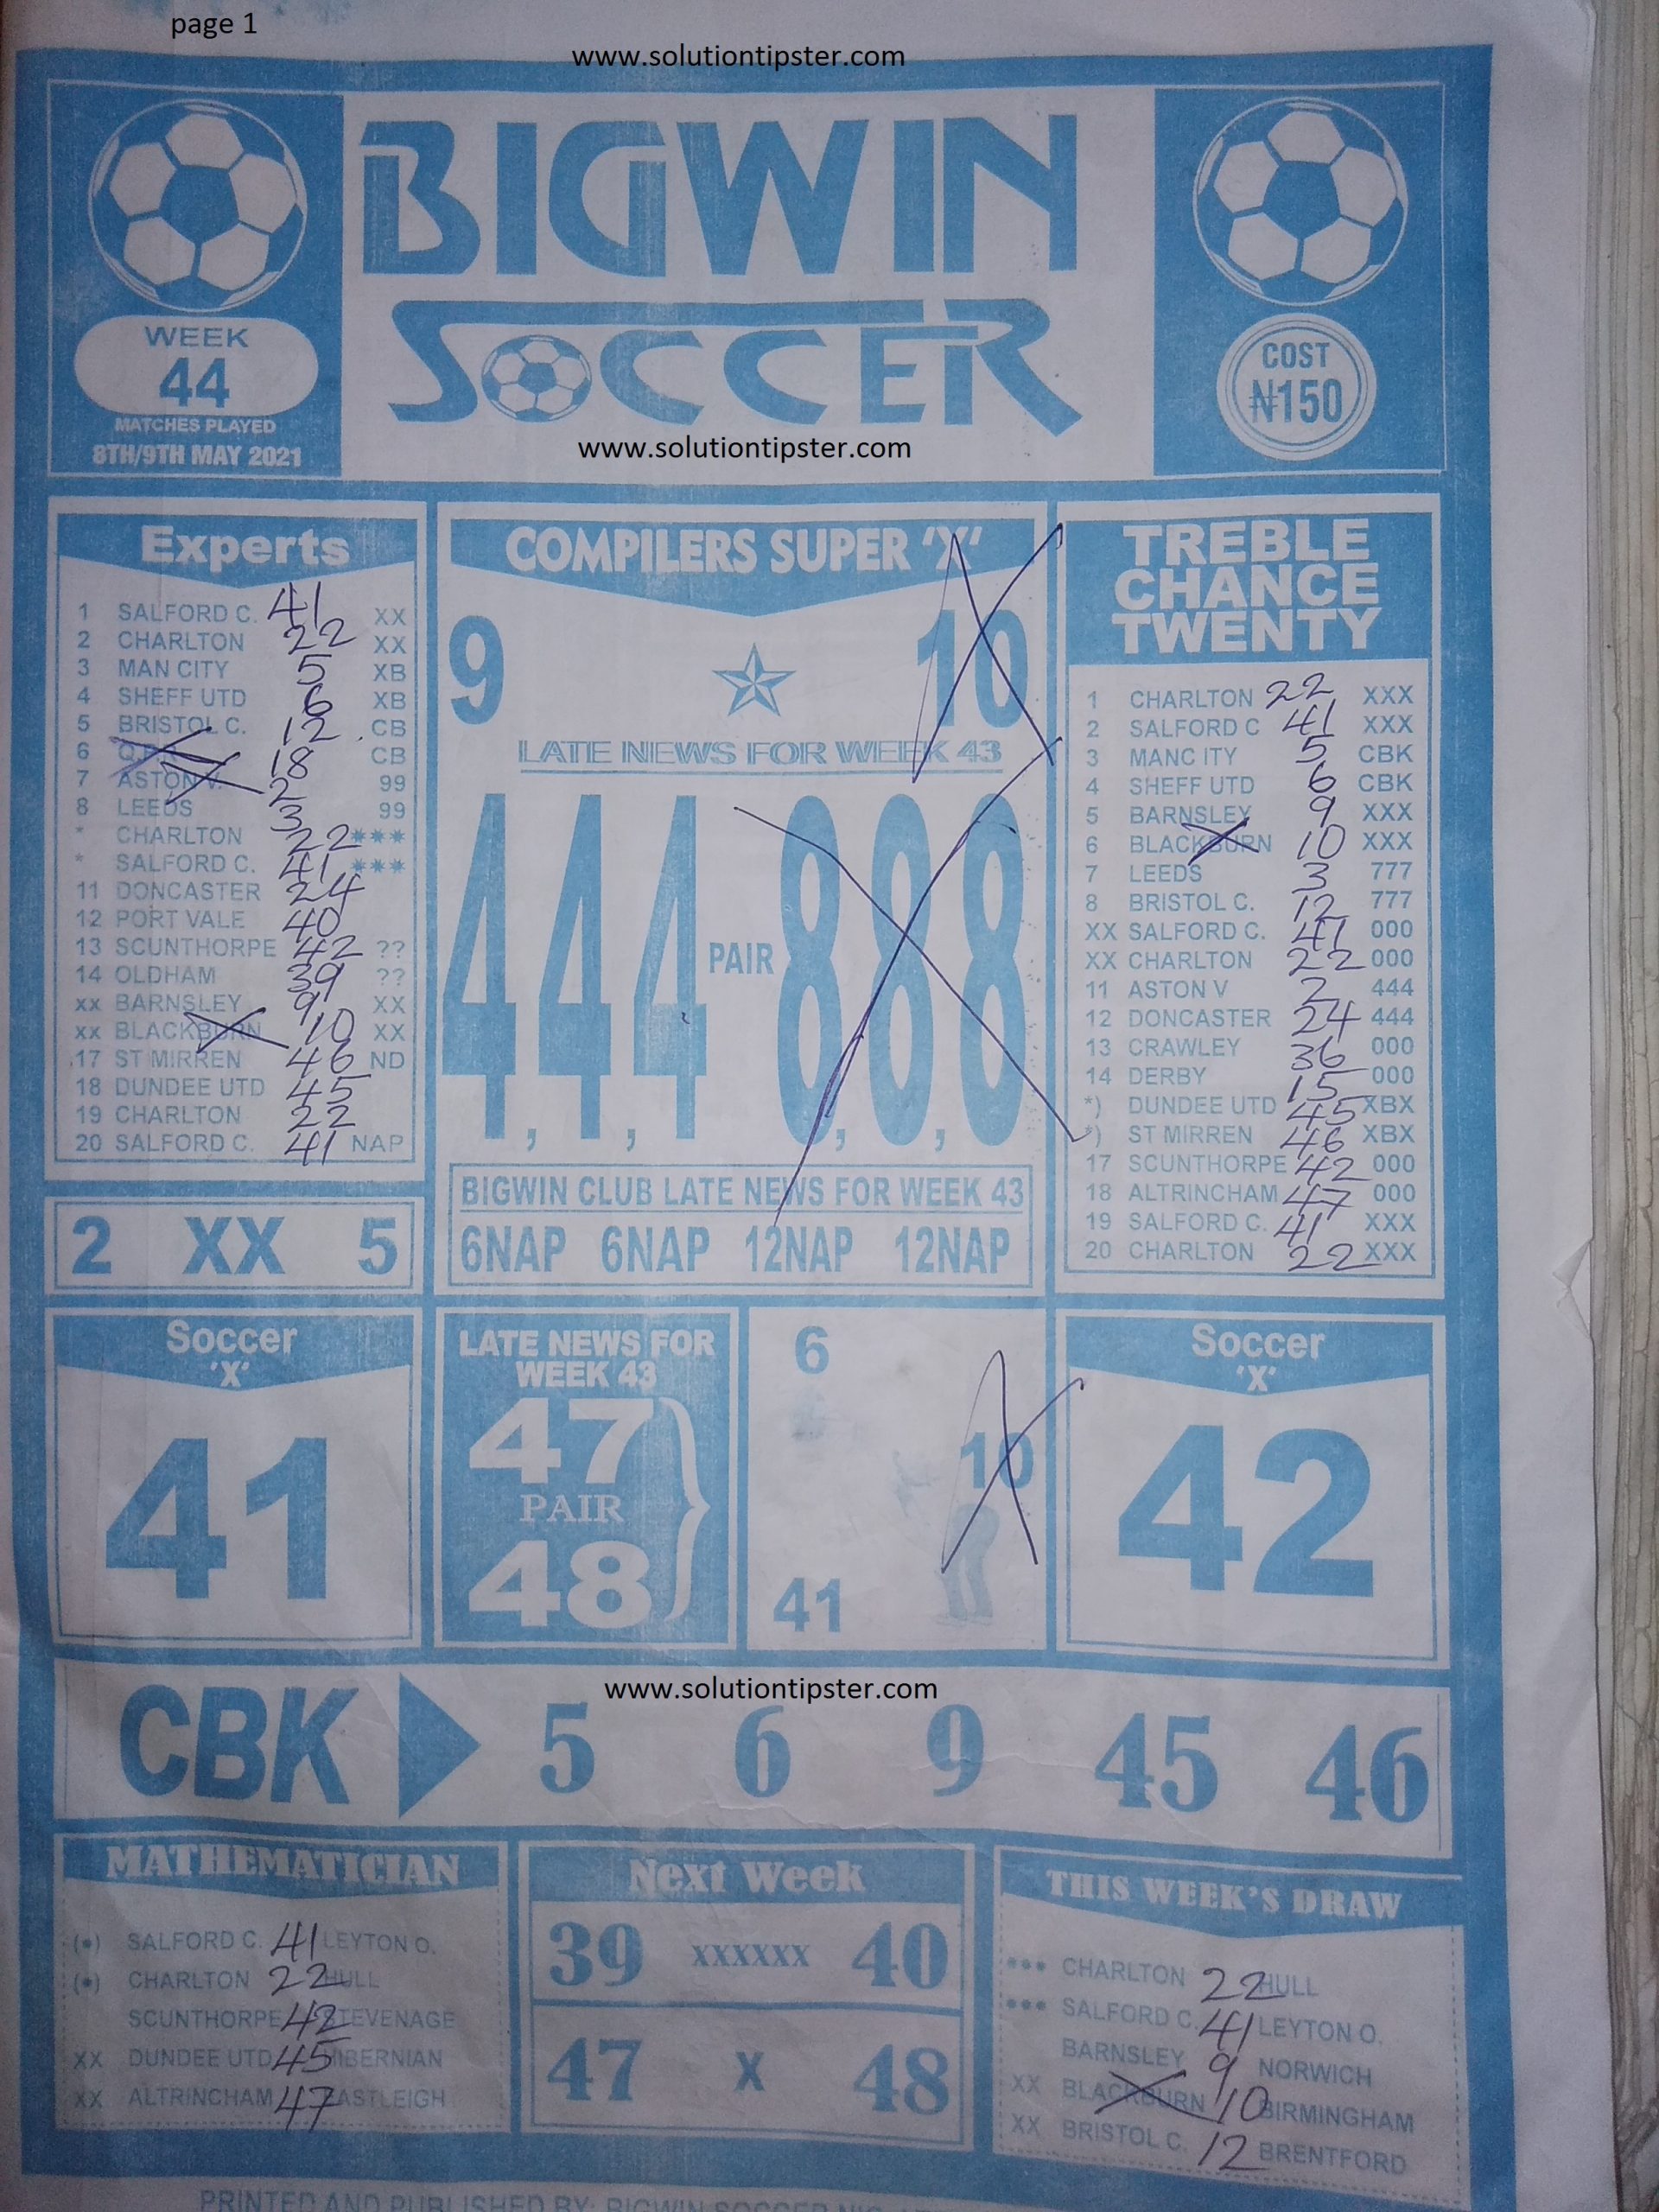 page 1
www.solutiontipster.com
BIGWIN
SOCCER
WEEK
44
MATCHES PLAYED
8TH/9TH MAY 2021
COST
₦150
www.solutiontipster.com
Experts
1 SALFORD C. 41 XX
2 CHARLTON 22 XX
3 MAN CITY 5 XB
4 SHEFF UTD 6 XB
5 BRISTOL C. 12 CB
6 18 CB
7 ASTON V. 2 99
8 LEEDS 3 99
* CHARLTON 22 ***
* SALFORD C. 41 ***
11 DONCASTER 24
12 PORT VALE 40
13 SCUNTHORPE 42 ??
14 OLDHAM 39 ??
xx BARNSLEY 9 XX
xx BLACKBURN 10 XX
17 ST MIRREN 46 ND
18 DUNDEE UTD 45
19 CHARLTON 22
20 SALFORD C. 41 NAP
2 XX 5
COMPILERS SUPER 'X'
9 10
LATE NEWS FOR WEEK 43
4,4,4 PAIR 8,8,8
BIGWIN CLUB LATE NEWS FOR WEEK 43
6NAP 6NAP 12NAP 12NAP
TREBLE
CHANCE
TWENTY
1 CHARLTON 22 XXX
2 SALFORD C 41 XXX
3 MANC ITY 5 CBK
4 SHEFF UTD 6 CBK
5 BARNSLEY 9 XXX
6 BLACKBURN 10 XXX
7 LEEDS 3 777
8 BRISTOL C. 12 777
XX SALFORD C. 41 000
XX CHARLTON 22 000
11 ASTON V 2 444
12 DONCASTER 24 444
13 CRAWLEY 36 000
14 DERBY 15 000
*) DUNDEE UTD 45 XBX
*) ST MIRREN 46 XBX
17 SCUNTHORPE 42 000
18 ALTRINCHAM 47 000
19 SALFORD C. 41 XXX
20 CHARLTON 22 XXX
Soccer
'X'
41
LATE NEWS FOR
WEEK 43
47
PAIR
48
6
10
41
Soccer
'X'
42
www.solutiontipster.com
CBK 5 6 9 45 46
MATHEMATICIAN
(•) SALFORD C. 41 LEYTON O.
(•) CHARLTON 22 HULL
SCUNTHORPE 42 STEVENAGE
XX DUNDEE UTD 45 HIBERNIAN
XX ALTRINCHAM 47 EASTLEIGH
Next Week
39 XXXXXX 40
47 X 48
THIS WEEK'S DRAW
••• CHARLTON 22 HULL
••• SALFORD C. 41 LEYTON O.
BARNSLEY 9 NORWICH
XX BLACKBURN 10 BIRMINGHAM
XX BRISTOL C. 12 BRENTFORD
PRINTED AND PUBLISHED BY: BIGWIN SOCCER